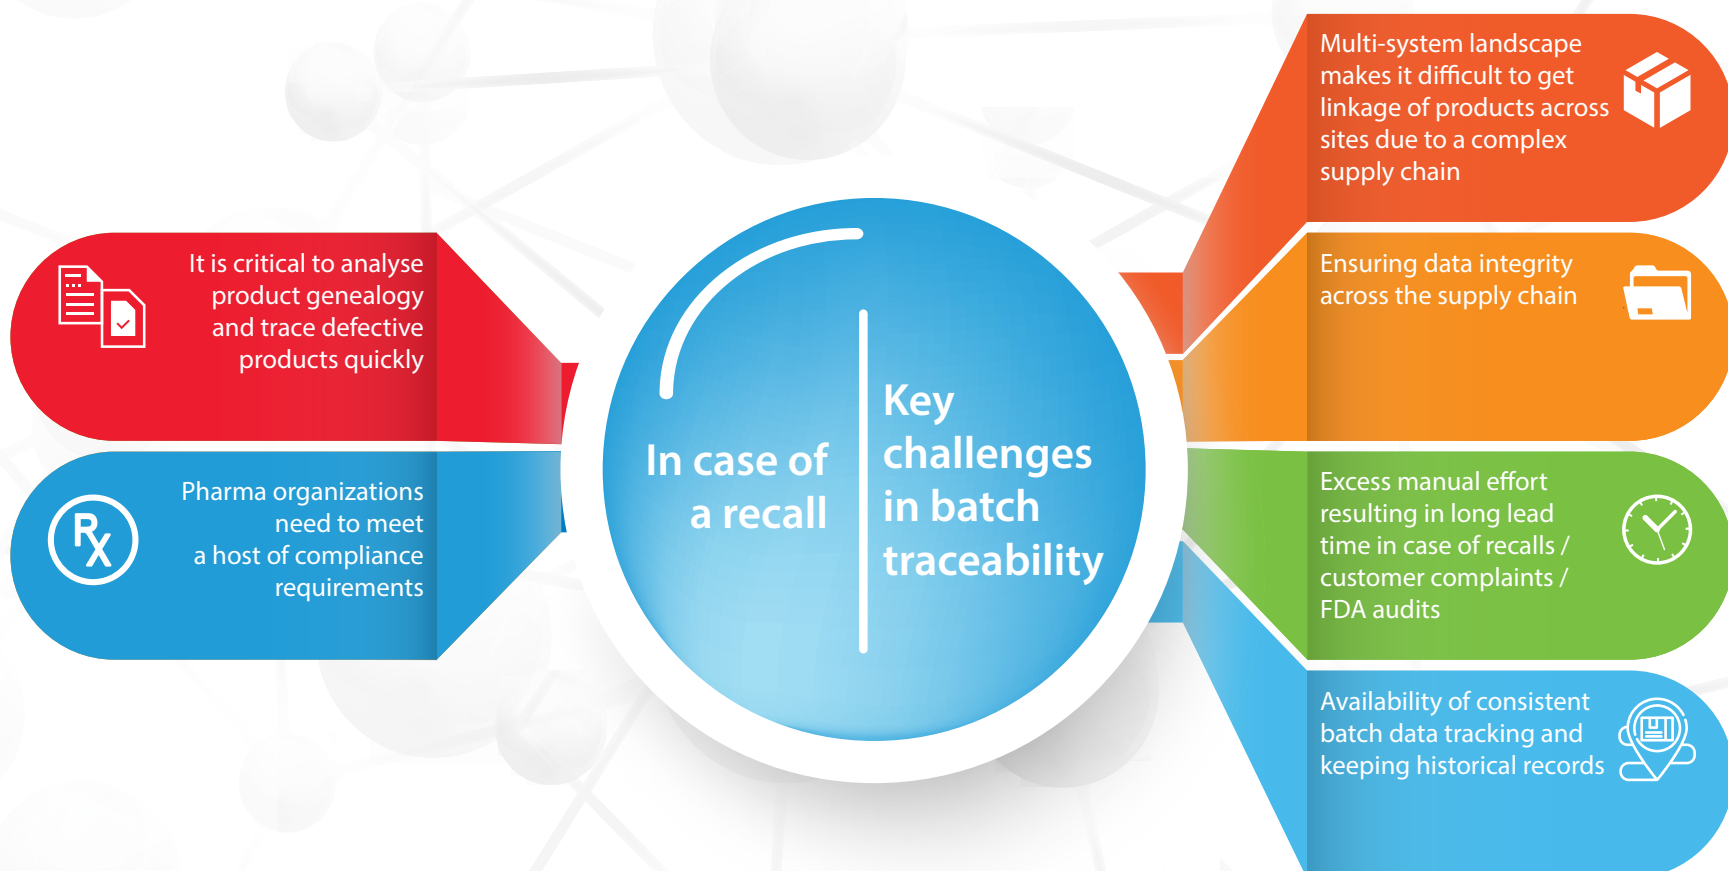 It is critical to analyse
product genealogy
and trace defective
products quickly
Pharma organizations
need to meet
a host of compliance
requirements
Rx
In case of
a recall
Key
challenges
in batch
traceability
Multi-system landscape
makes it difficult to get
linkage of products across
sites due to a complex
supply chain
Ensuring data integrity
across the supply chain
Excess manual effort
resulting in long lead
time in case of recalls /
customer complaints /
FDA audits
Availability of consistent
batch data tracking and
keeping historical records